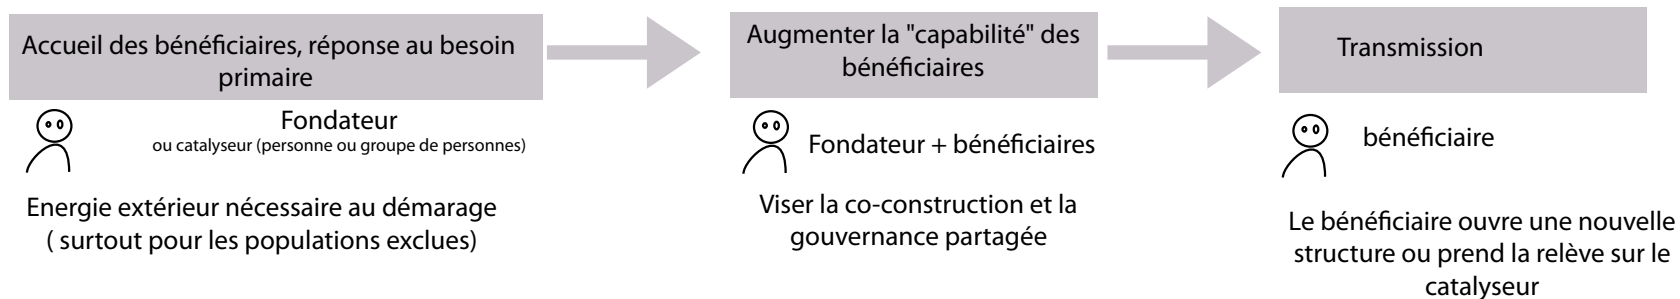 Accueil des bénéficiaires, réponse au besoin
primaire
Fondateur
ou catalyseur (personne ou groupe de personnes)
Energie extérieur nécessaire au démarage
( surtout pour les populations exclues)
Augmenter la "capabilité" des
bénéficiaires
Fondateur + bénéficiaires
Viser la co-construction et la
gouvernance partagée
Transmission
bénéficiaire
Le bénéficiaire ouvre une nouvelle
structure ou prend la relève sur le
catalyseur